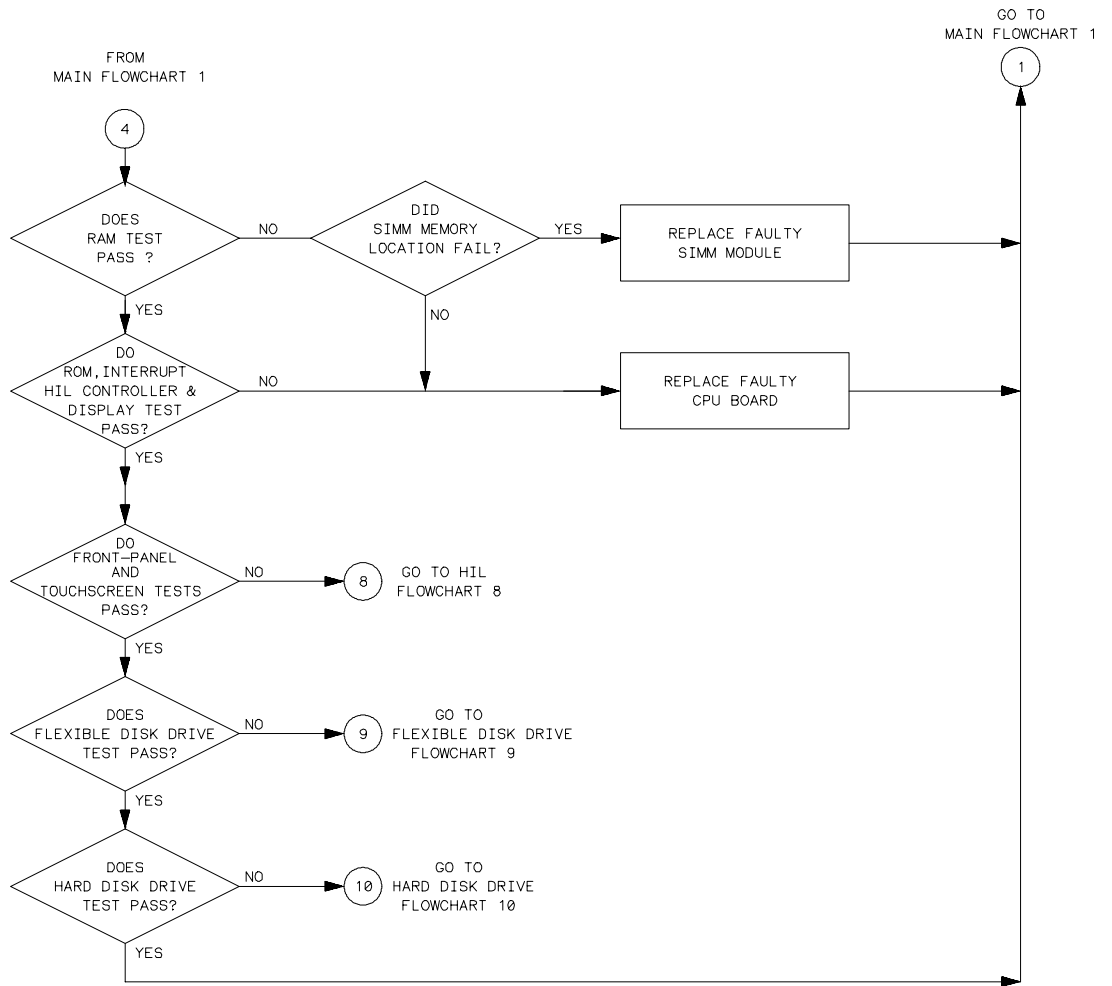 GO TO
MAIN FLOWCHART 1
1
FROM
MAIN FLOWCHART 1
4
DOES
RAM TEST
PASS ?
NO
DID
SIMM MEMORY
LOCATION FAIL?
YES
REPLACE FAULTY
SIMM MODULE
YES
NO
DO
ROM,INTERRUPT
HIL CONTROLLER &
DISPLAY TEST
PASS?
NO
REPLACE FAULTY
CPU BOARD
YES
DO
FRONT-PANEL
AND
TOUCHSCREEN TESTS
PASS?
NO
8
GO TO HIL
FLOWCHART 8
YES
DOES
FLEXIBLE DISK DRIVE
TEST PASS?
NO
9
GO TO
FLEXIBLE DISK DRIVE
FLOWCHART 9
YES
DOES
HARD DISK DRIVE
TEST PASS?
NO
10
GO TO
HARD DISK DRIVE
FLOWCHART 10
YES